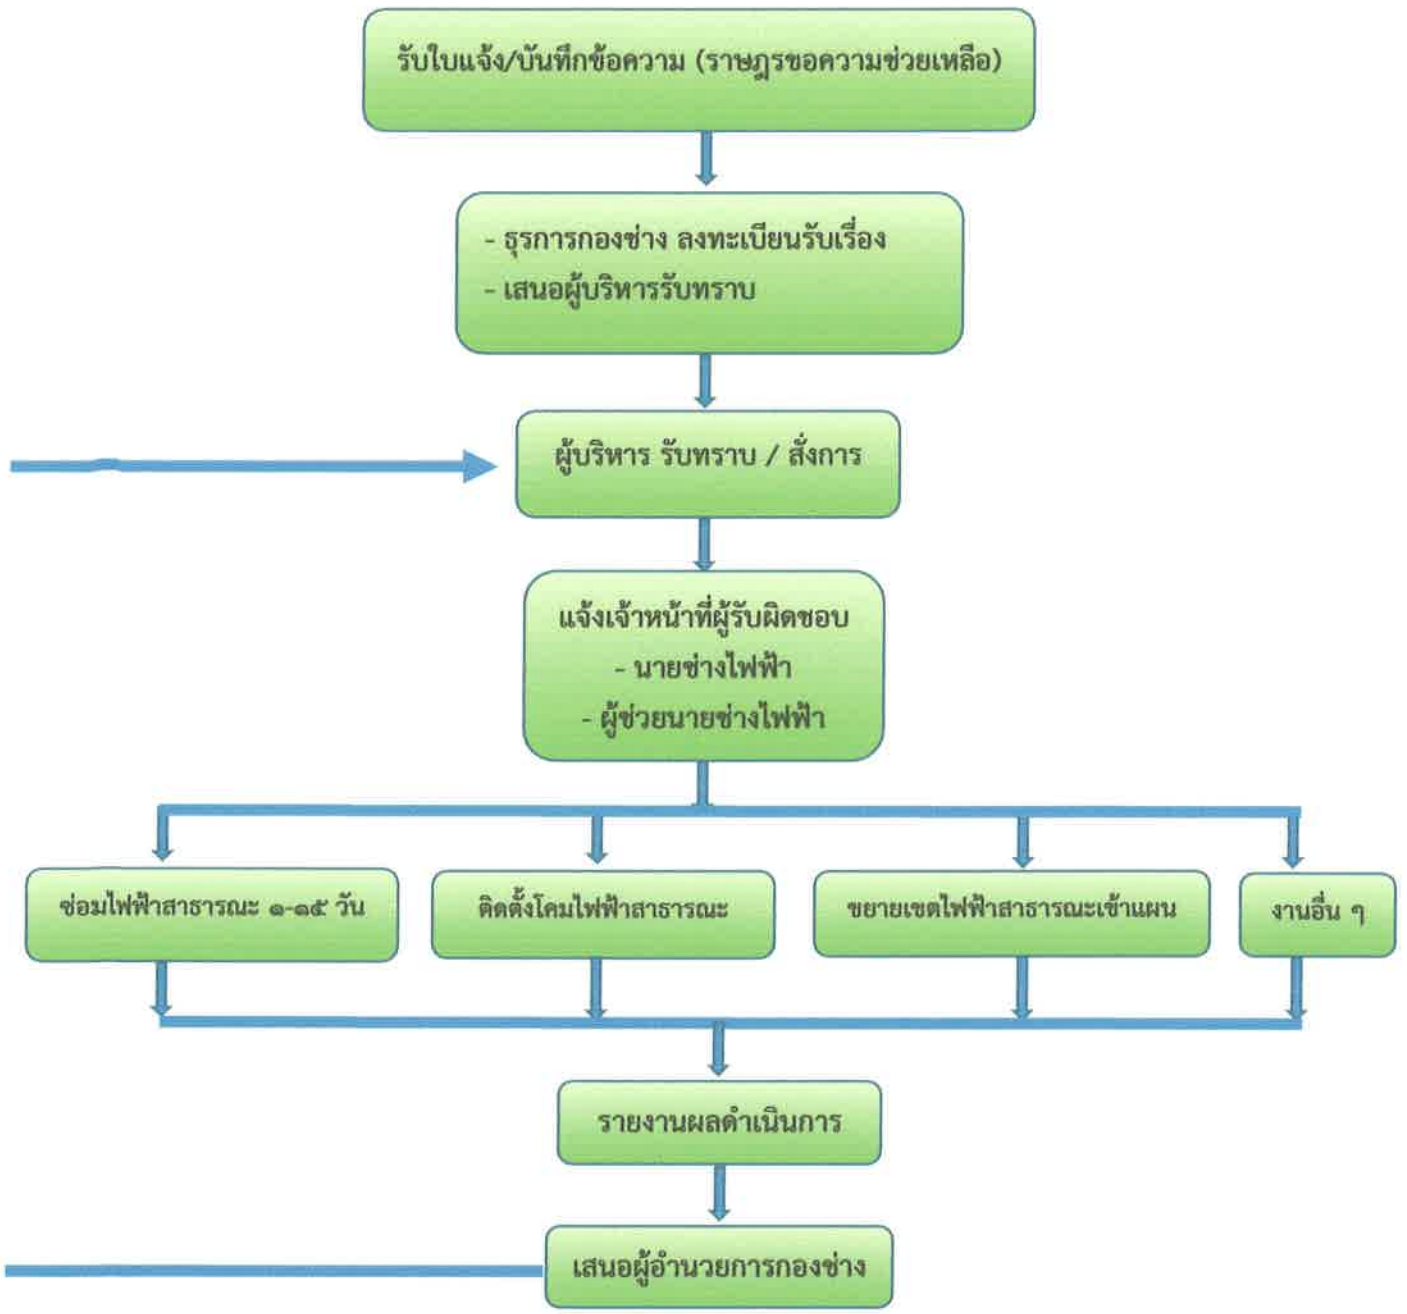 รับใบแจ้ง/บันทึกข้อความ (ราษฎรขอความช่วยเหลือ)
- ธุรการกองช่าง ลงทะเบียนรับเรื่อง
- เสนอผู้บริหารรับทราบ
ผู้บริหาร รับทราบ / สั่งการ
แจ้งเจ้าหน้าที่ผู้รับผิดชอบ
- นายช่างไฟฟ้า
- ผู้ช่วยนายช่างไฟฟ้า
ซ่อมไฟฟ้าสาธารณะ ๑-๑๕ วัน
ติดตั้งโคมไฟฟ้าสาธารณะ
ขยายเขตไฟฟ้าสาธารณะเข้าแผน
งานอื่น ๆ
รายงานผลดำเนินการ
เสนอผู้อำนวยการกองช่าง